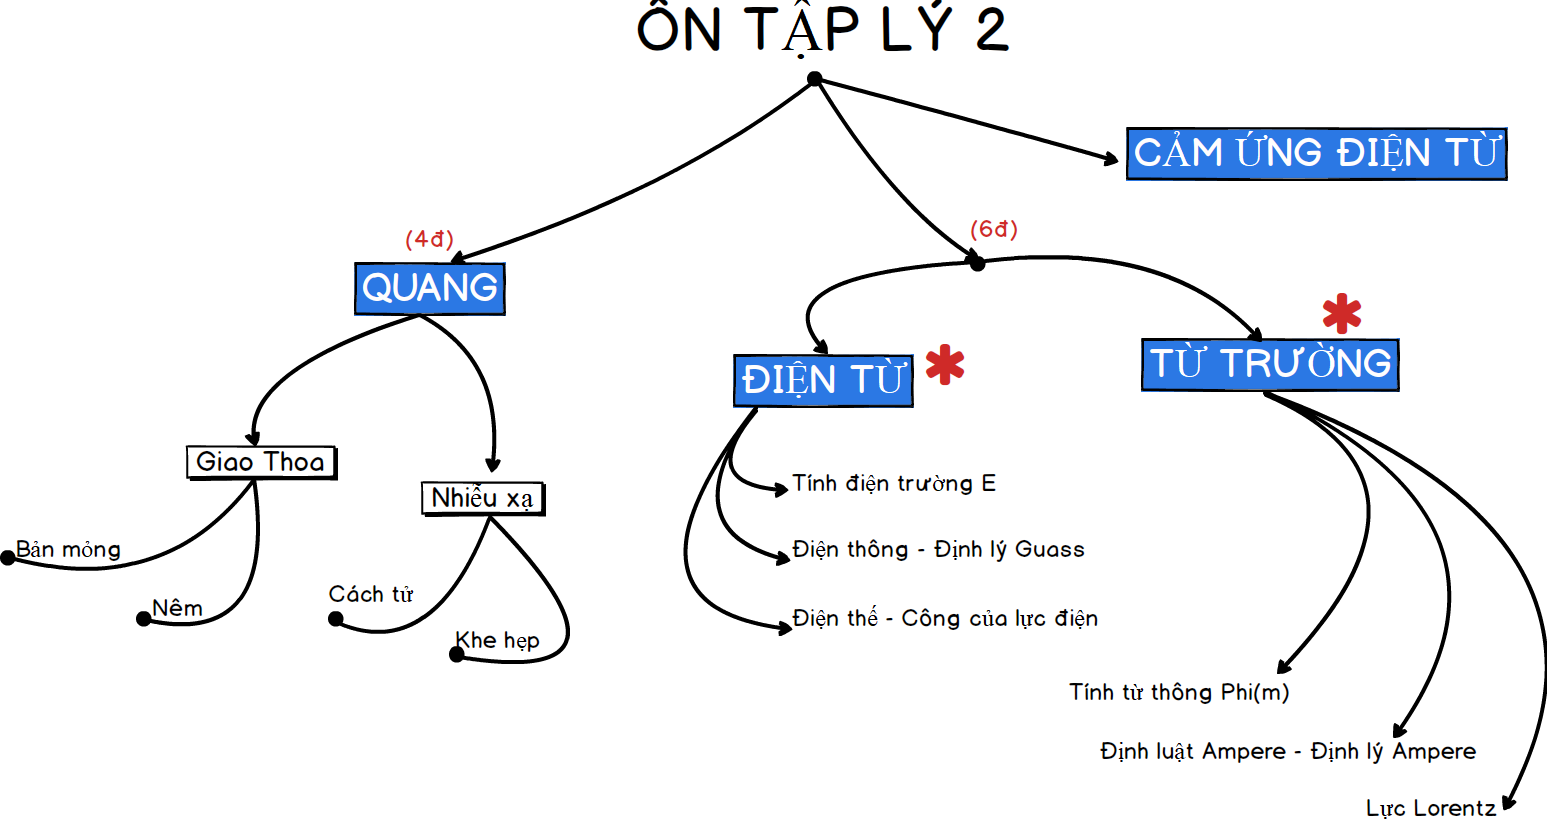 ÔN TẬP LÝ 2
CẢM ỨNG ĐIỆN TỪ
(4đ)
QUANG
(6đ)
ĐIỆN TỪ *
* TỪ TRƯỜNG
Giao Thoa
Nhiễu xạ
Bản mỏng
Nêm
Cách tử
Khe hẹp
Tính điện trường E
Điện thông - Định lý Guass
Điện thế - Công của lực điện
Tính từ thông Phi(m)
Định luật Ampere - Định lý Ampere
Lực Lorentz